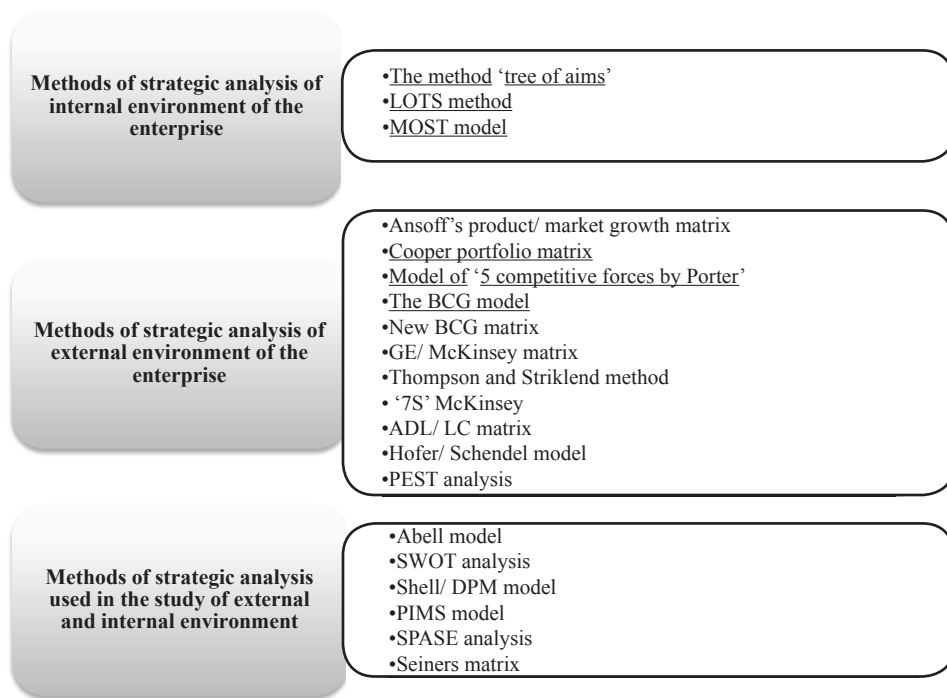 Methods of strategic analysis of
internal environment of the
enterprise
•The method ‘tree of aims’
•LOTS method
•MOST model
Methods of strategic analysis of
external environment of the
enterprise
•Ansoff’s product/ market growth matrix
•Cooper portfolio matrix
•Model of ‘5 competitive forces by Porter’
•The BCG model
•New BCG matrix
•GE/ McKinsey matrix
•Thompson and Striklend method
• ‘7S’ McKinsey
•ADL/ LC matrix
•Hofer/ Schendel model
•PEST analysis
Methods of strategic analysis
used in the study of external
and internal environment
•Abell model
•SWOT analysis
•Shell/ DPM model
•PIMS model
•SPASE analysis
•Seiners matrix